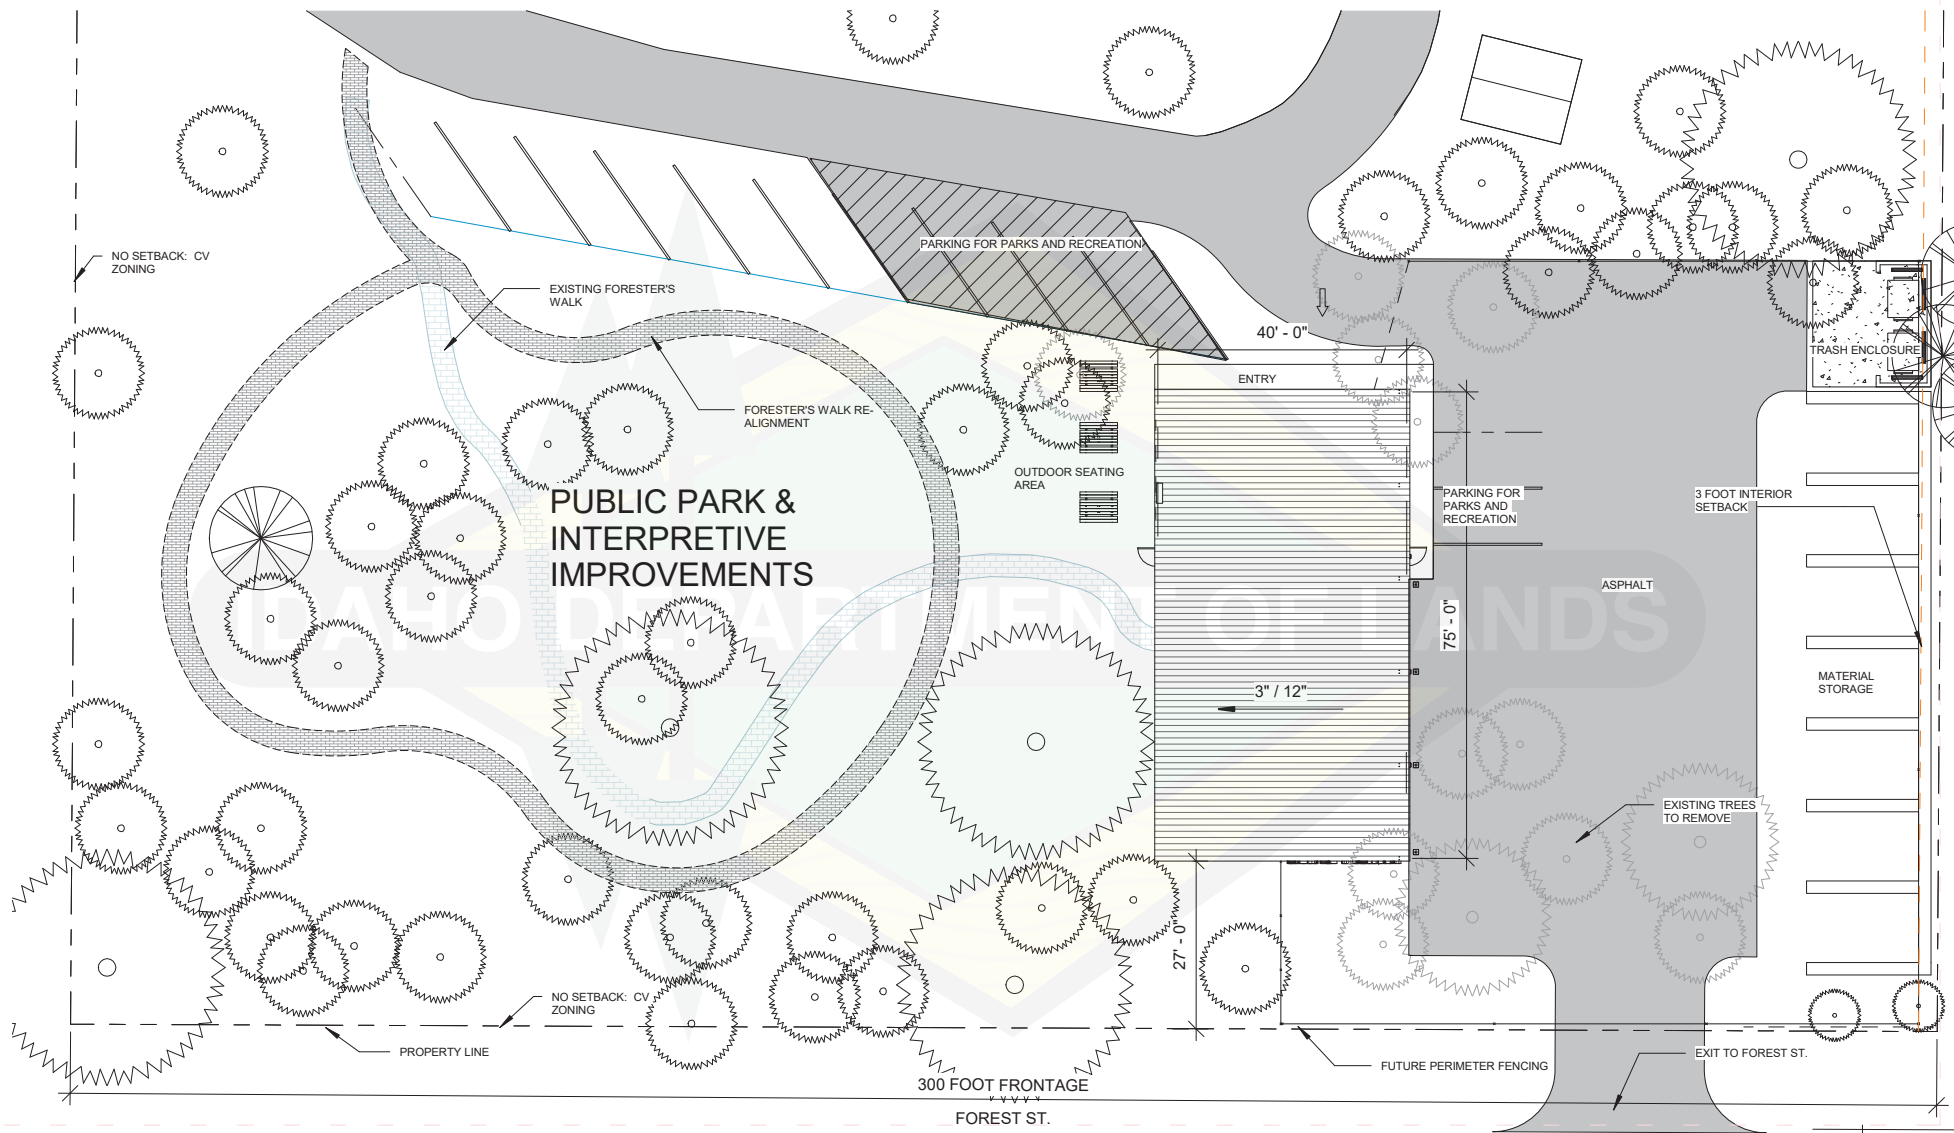 PARKING FOR PARKS AND RECREATION
NO SETBACK: CV
ZONING
EXISTING FORESTER'S
WALK
40' - 0"
TRASH ENCLOSURE
ENTRY
FORESTER'S WALK RE-
ALIGNMENT
OUTDOOR SEATING
AREA
PUBLIC PARK &
INTERPRETIVE
IMPROVEMENTS
PARKING FOR
PARKS AND
RECREATION
3 FOOT INTERIOR
SETBACK
ASPHALT
IDAHO DEPARTMENT OF LANDS
75' - 0"
MATERIAL
STORAGE
3" / 12"
EXISTING TREES
TO REMOVE
27' - 0"
NO SETBACK: CV
ZONING
PROPERTY LINE
FUTURE PERIMETER FENCING
EXIT TO FOREST ST.
300 FOOT FRONTAGE
FOREST ST.